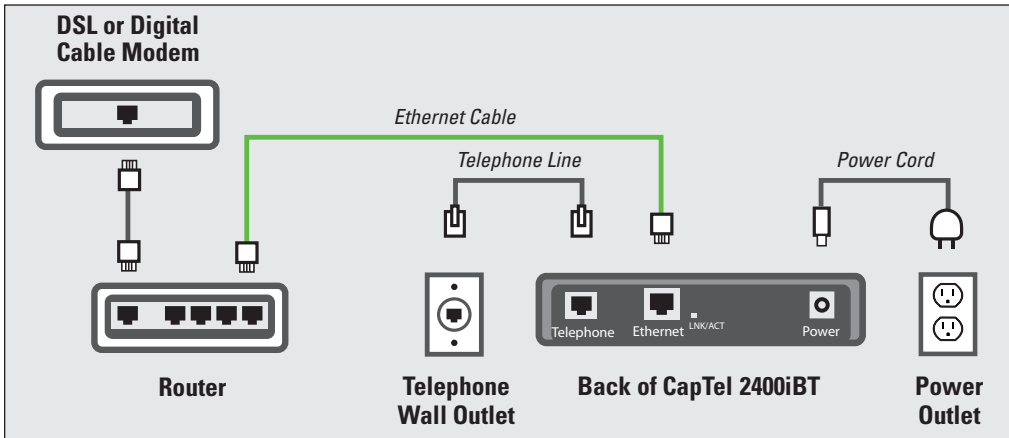 DSL or Digital
Cable Modem
Ethernet Cable
Telephone Line
Power Cord
Telephone
Ethernet
LNK/ACT
Power
Router
Telephone
Wall Outlet
Back of CapTel 2400iBT
Power
Outlet